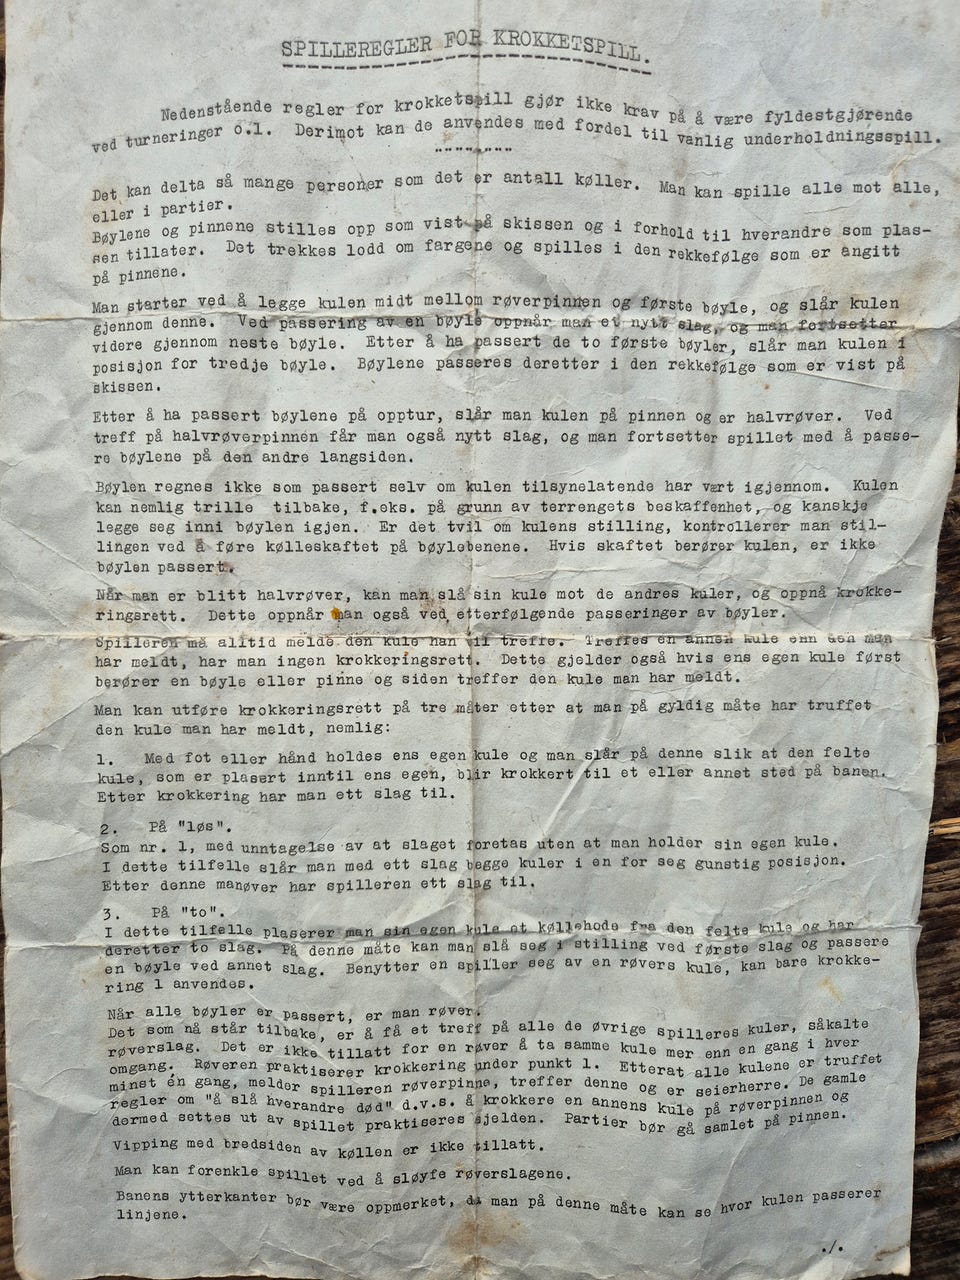 SPILLEREGLER FOR KROKKETSPILL.
Nedenstående regler for krokketspill gjør ikke krav på å være fyldestgjørende
ved turneringer o.l. Derimot kan de anvendes med fordel til vanlig underholdningsspill.
"""""""""
Det kan delta så mange personer som det er antall køller. Man kan spille alle mot alle,
eller i partier.
Bøylene og pinnene stilles opp som vist på skissen og i forhold til hverandre som plas-
sen tillater. Det trekkes lodd om fargene og spilles i den rekkefølge som er angitt
på pinnene.
Man starter ved å legge kulen midt mellom røverpinnen og første bøyle, og slår kulen
gjennom denne. Ved passering av en bøyle oppnår man et nytt slag, og man fortsetter
videre gjennom neste bøyle. Etter å ha passert de to første bøyler, slår man kulen i
posisjon for tredje bøyle. Bøylene passeres deretter i den rekkefølge som er vist på
skissen.
Etter å ha passert bøylene på opptur, slår man kulen på pinnen og er halvrøver. Ved
treff på halvrøverpinnen får man også nytt slag, og man fortsetter spillet med å passe-
re bøylene på den andre langsiden.
Bøylen regnes ikke som passert selv om kulen tilsynelatende har vært igjennom. Kulen
kan nemlig trille tilbake, f.eks. på grunn av terrengets beskaffenhet, og kanskje
legge seg inni bøylen igjen. Er det tvil om kulens stilling, kontrollerer man stil-
lingen ved å føre kølleskaftet på bøylebenene. Hvis skaftet berører kulen, er ikke
bøylen passert.
Når man er blitt halvrøver, kan man slå sin kule mot de andres kuler, og oppnå krokke-
ringsrett. Dette oppnår man også ved etterfølgende passeringer av bøyler.
Spilleren må alltid melde den kule han vil treffe. Treffes en annen kule enn den man
har meldt, har man ingen krokkeringsrett. Dette gjelder også hvis ens egen kule først
berører en bøyle eller pinne og siden treffer den kule man har meldt.
Man kan utføre krokkeringsrett på tre måter etter at man på gyldig måte har truffet
den kule man har meldt, nemlig:
1. Med fot eller hånd holdes ens egen kule og man slår på denne slik at den felte
kule, som er plasert inntil ens egen, blir krokkert til et eller annet sted på banen.
Etter krokkering har man ett slag til.
2. På "løs".
Som nr. 1, med unntagelse av at slaget foretas uten at man holder sin egen kule.
I dette tilfelle slår man med ett slag begge kuler i en for seg gunstig posisjon.
Etter denne manøver har spilleren ett slag til.
3. På "to".
I dette tilfelle plaserer man sin egen kule et køllehode fra den felte kule og har
deretter to slag. På denne måte kan man slå seg i stilling ved første slag og passere
en bøyle ved annet slag. Benytter en spiller seg av en røvers kule, kan bare krokke-
ring 1 anvendes.
Når alle bøyler er passert, er man røver.
Det som nå står tilbake, er å få et treff på alle de øvrige spilleres kuler, såkalte
røverslag. Det er ikke tillatt for en røver å ta samme kule mer enn en gang i hver
omgang. Røveren praktiserer krokkering under punkt 1. Etterat alle kulene er truffet
minst én gang, melder spilleren røverpinne, treffer denne og er seierherre. De gamle
regler om "å slå hverandre død" d.v.s. å krokkere en annens kule på røverpinnen og
dermed settes ut av spillet praktiseres sjelden. Partier bør gå samlet på pinnen.
Vipping med bredsiden av køllen er ikke tillatt.
Man kan forenkle spillet ved å sløyfe røverslagene.
Banens ytterkanter bør være oppmerket, da man på denne måte kan se hvor kulen passerer
linjene.
./.